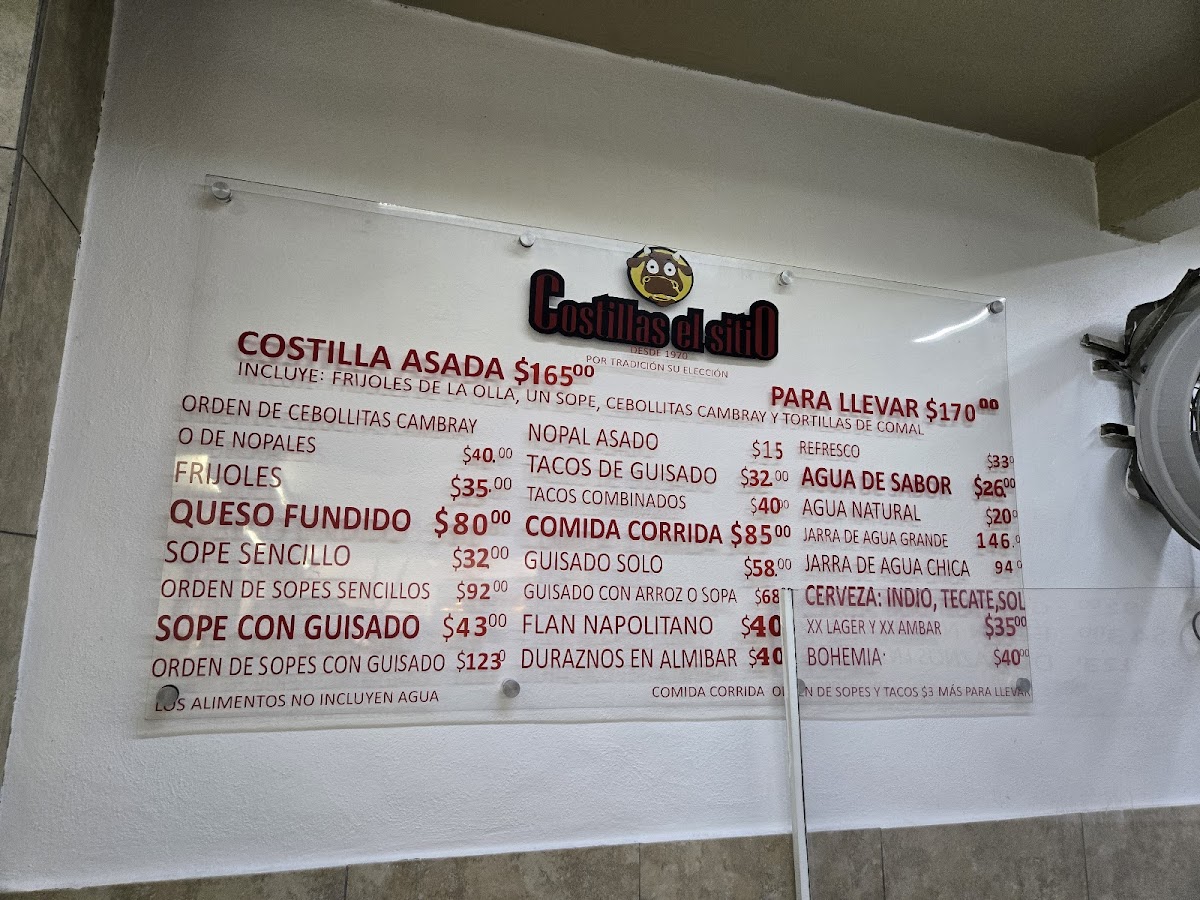 Costillas el sitiO
DESDE 1970
POR TRADICIÓN SU ELECCIÓN
COSTILLA ASADA $165.00
PARA LLEVAR $170.00
INCLUYE: FRIJOLES DE LA OLLA, UN SOPE, CEBOLLITAS CAMBRAY Y TORTILLAS DE COMAL
ORDEN DE CEBOLLITAS CAMBRAY
O DE NOPALES $40.00
FRIJOLES $35.00
QUESO FUNDIDO $80.00
SOPE SENCILLO $32.00
ORDEN DE SOPES SENCILLOS $92.00
SOPE CON GUISADO $43.00
ORDEN DE SOPES CON GUISADO $123.0
LOS ALIMENTOS NO INCLUYEN AGUA
NOPAL ASADO $15
TACOS DE GUISADO $32.00
TACOS COMBINADOS $40.00
COMIDA CORRIDA $85.00
GUISADO SOLO $58.00
GUISADO CON ARROZ O SOPA $68
FLAN NAPOLITANO $40
DURAZNOS EN ALMIBAR $40
REFRESCO $33.0
AGUA DE SABOR $26.00
AGUA NATURAL $20.0
JARRA DE AGUA GRANDE 146.0
JARRA DE AGUA CHICA 94.0
CERVEZA: INDIO, TECATE,SOL
XX LAGER Y XX AMBAR $35.00
BOHEMIA $40.00
COMIDA CORRIDA ORDEN DE SOPES Y TACOS $3 MÁS PARA LLEVAR